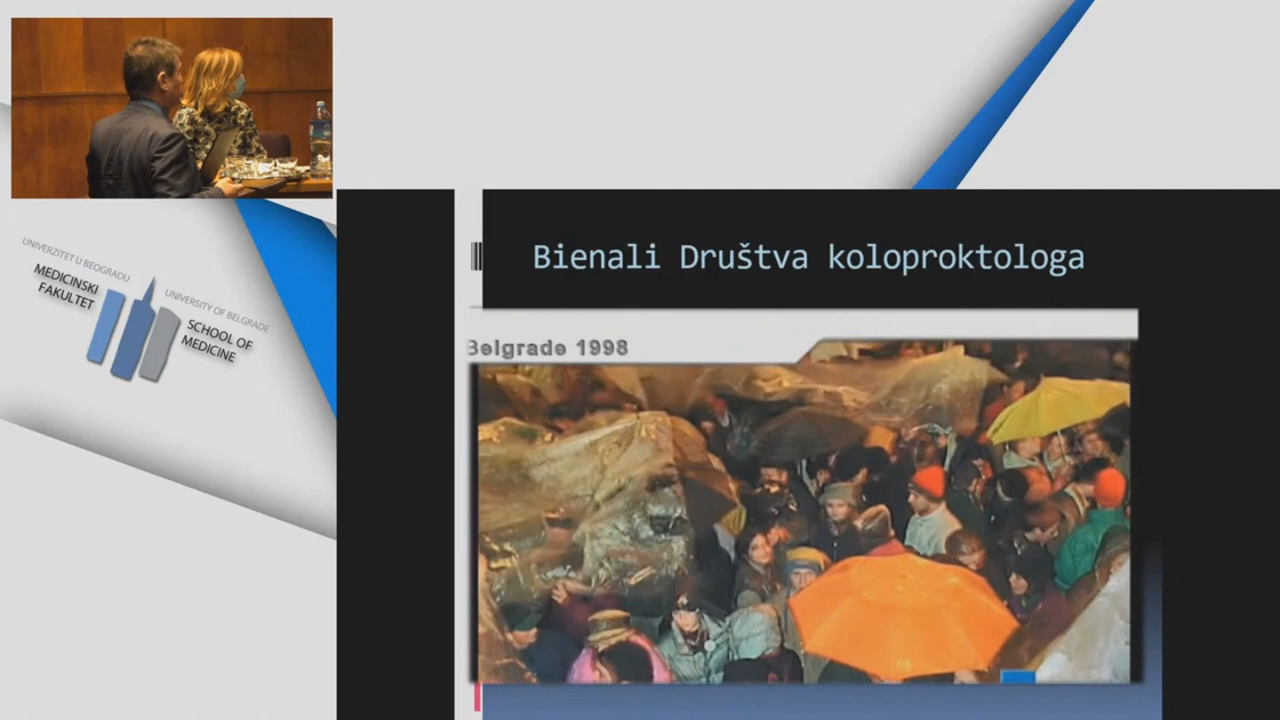 UNIVERZITET U BEOGRADU
MEDICINSKI
FAKULTET
UNIVERSITY OF BELGRADE
SCHOOL OF
MEDICINE
Bienali Društva koloproktologa
Belgrade 1998